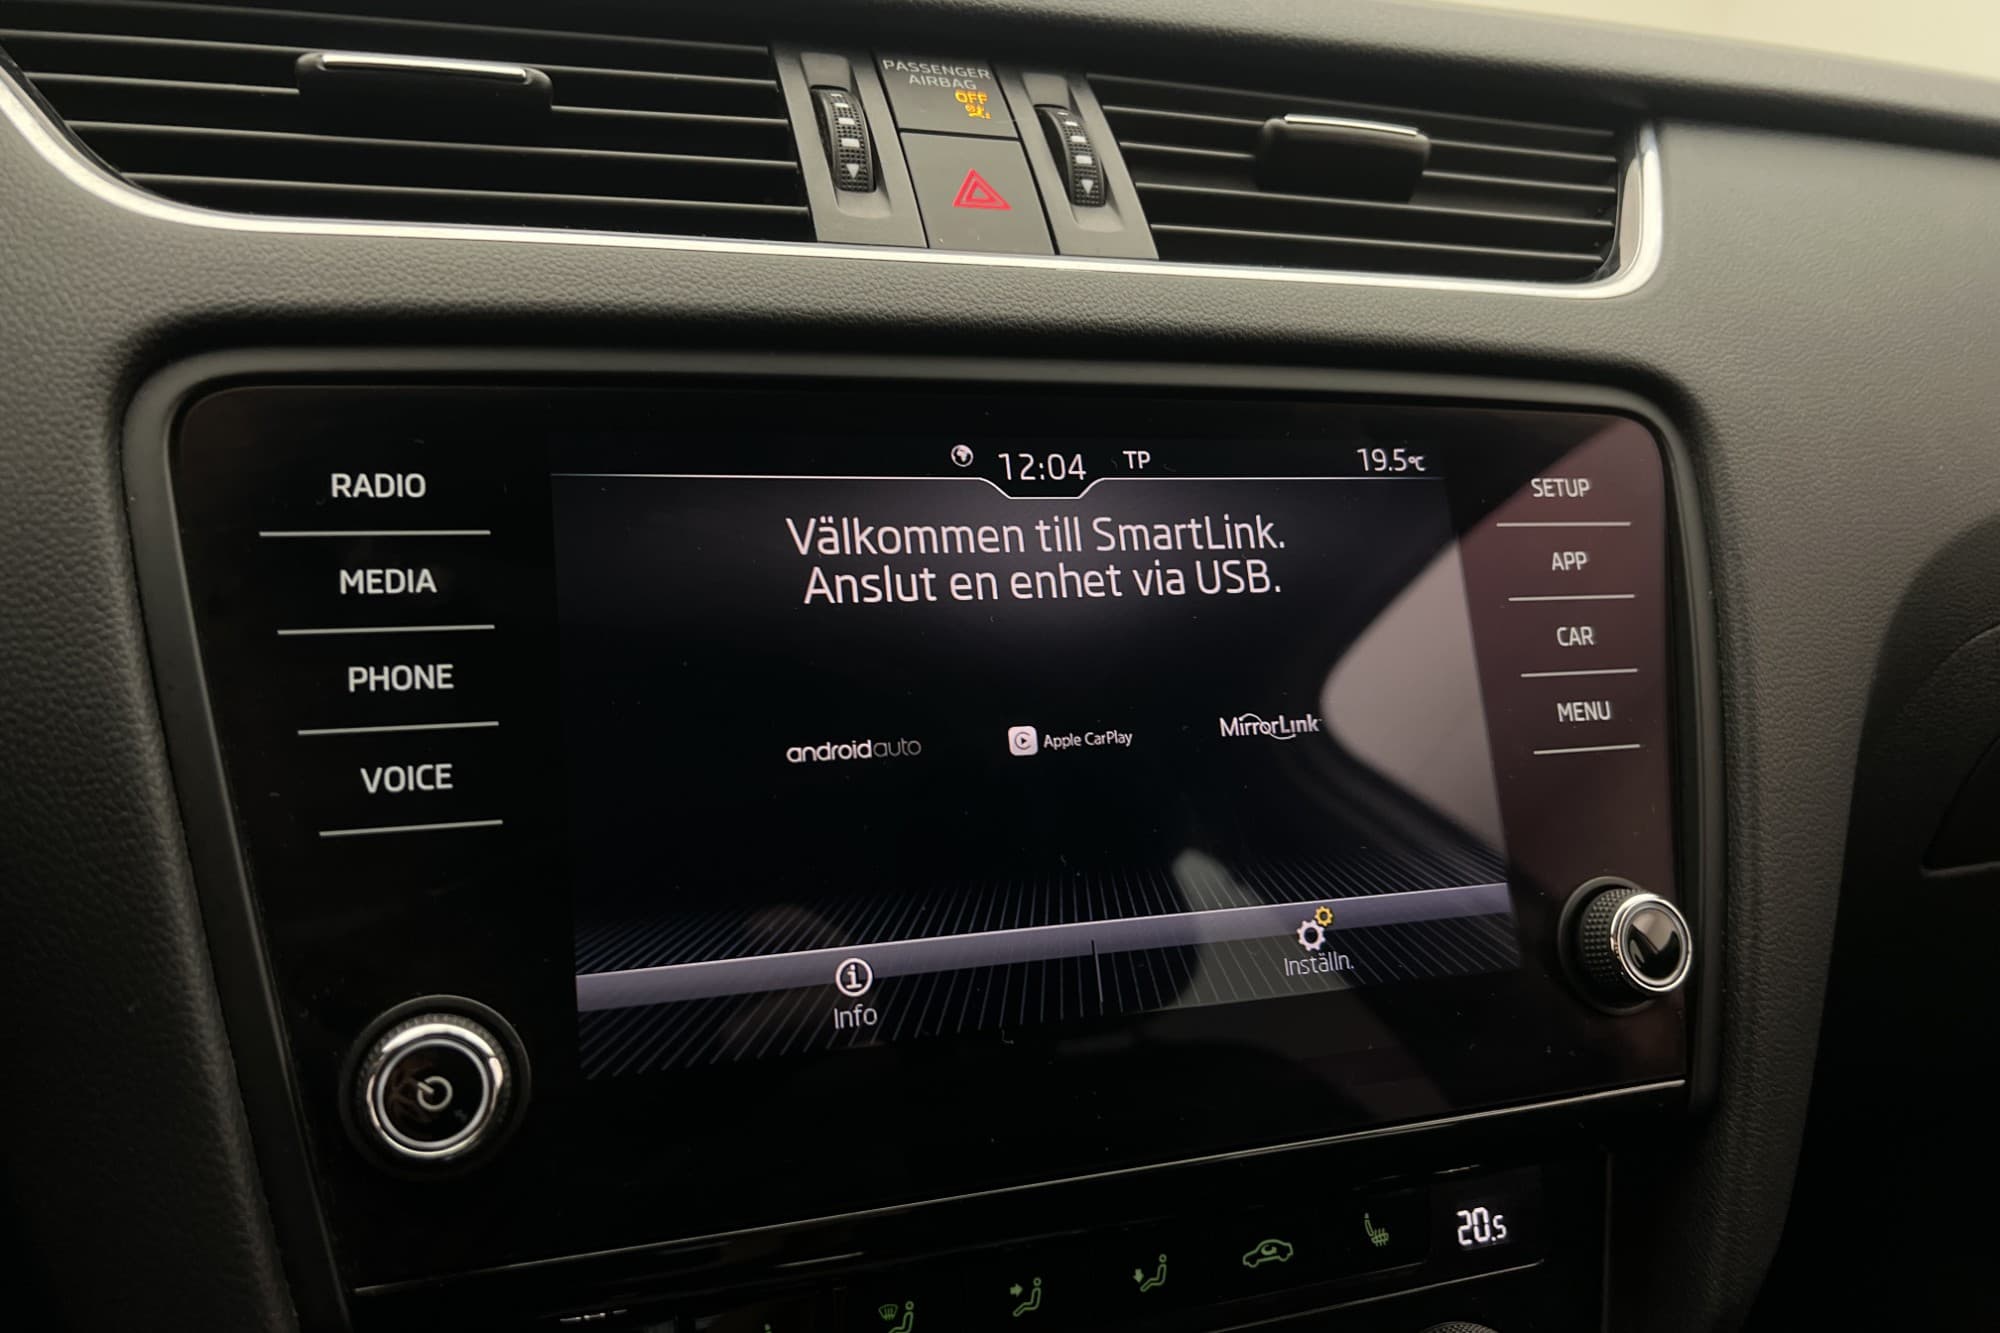 PASSENGER
AIRBAG
OFF
12:04 TP 19.5°C
RADIO
MEDIA
PHONE
VOICE
Välkommen till SmartLink.
Anslut en enhet via USB.
androidauto
Apple CarPlay
MirrorLink
Info
Inställn.
SETUP
APP
CAR
MENU
20.5